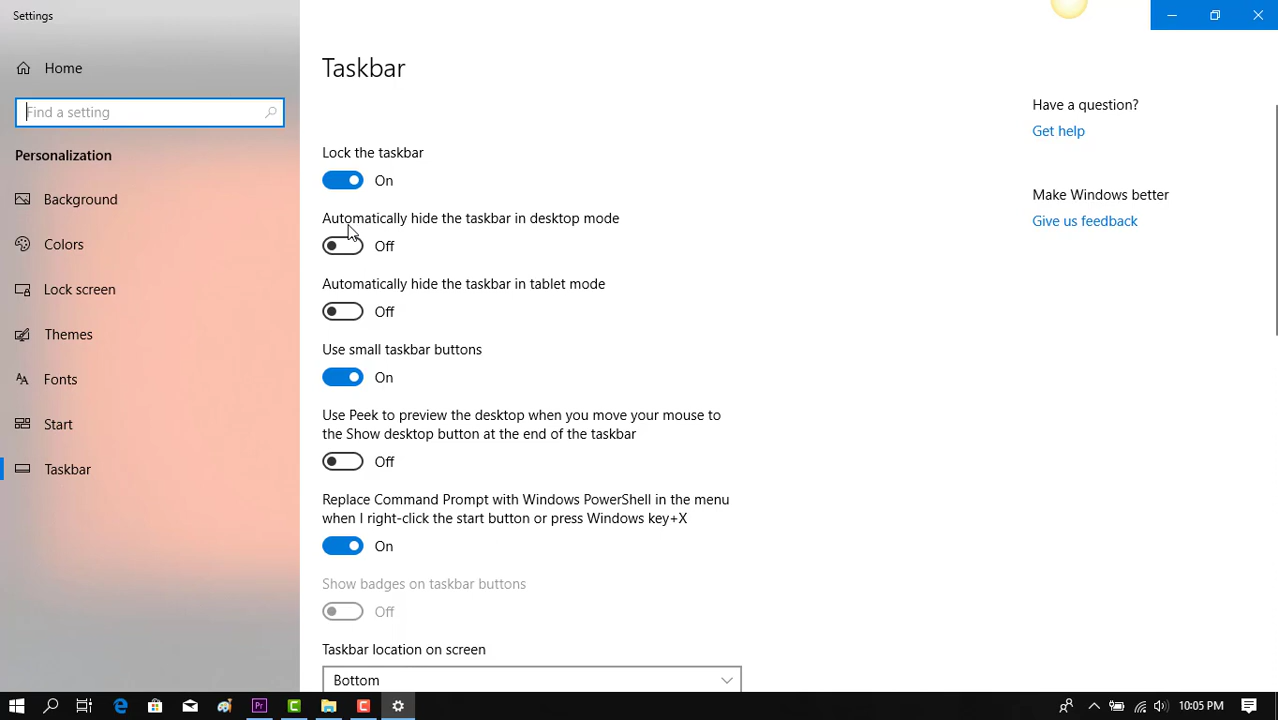 Settings
Home
Find a setting
Personalization
Background
Colors
Lock screen
Themes
Fonts
Start
Taskbar
Taskbar
Lock the taskbar
On
Automatically hide the taskbar in desktop mode
Off
Automatically hide the taskbar in tablet mode
Off
Use small taskbar buttons
On
Use Peek to preview the desktop when you move your mouse to
the Show desktop button at the end of the taskbar
Off
Replace Command Prompt with Windows PowerShell in the menu
when I right-click the start button or press Windows key+X
On
Show badges on taskbar buttons
Off
Taskbar location on screen
Bottom
Have a question?
Get help
Make Windows better
Give us feedback
Pr
C
C
10:05 PM